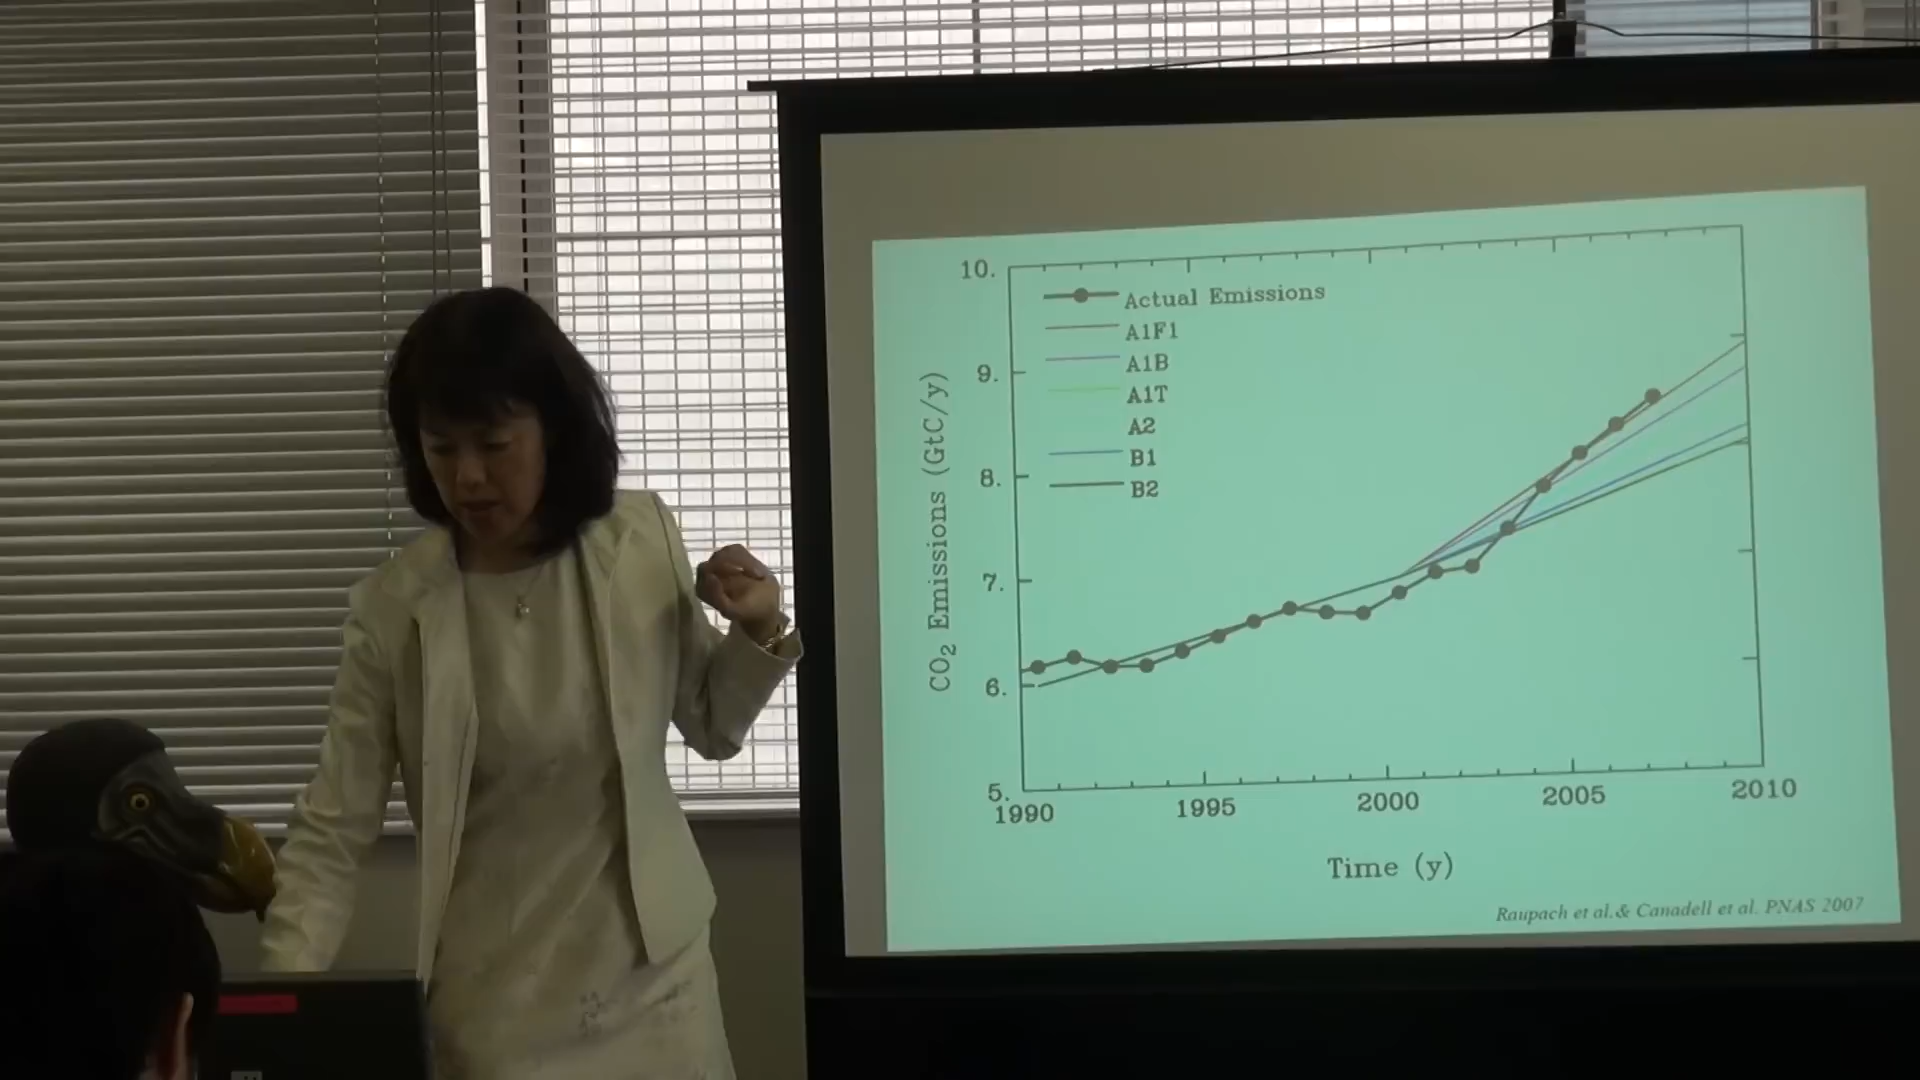 10.
Actual Emissions
A1F1
A1B
A1T
A2
B1
B2
9.
8.
7.
6.
5.
CO2 Emissions (GtC/y)
1990 1995 2000 2005 2010
Time (y)
Raupach et al.& Canadell et al. PNAS 2007